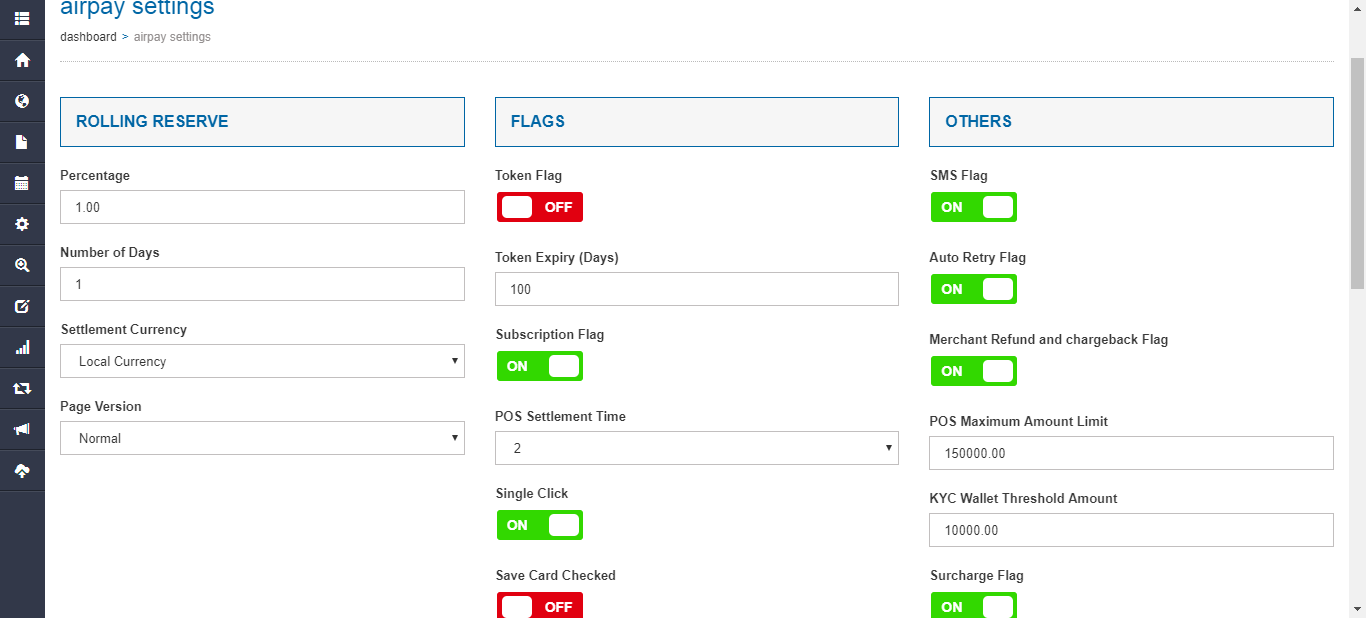 airpay settings
dashboard > airpay settings
ROLLING RESERVE
Percentage
1.00
Number of Days
1
Settlement Currency
Local Currency
Page Version
Normal
FLAGS
Token Flag
OFF
Token Expiry (Days)
100
Subscription Flag
ON
POS Settlement Time
2
Single Click
ON
Save Card Checked
OFF
OTHERS
SMS Flag
ON
Auto Retry Flag
ON
Merchant Refund and chargeback Flag
ON
POS Maximum Amount Limit
150000.00
KYC Wallet Threshold Amount
10000.00
Surcharge Flag
ON